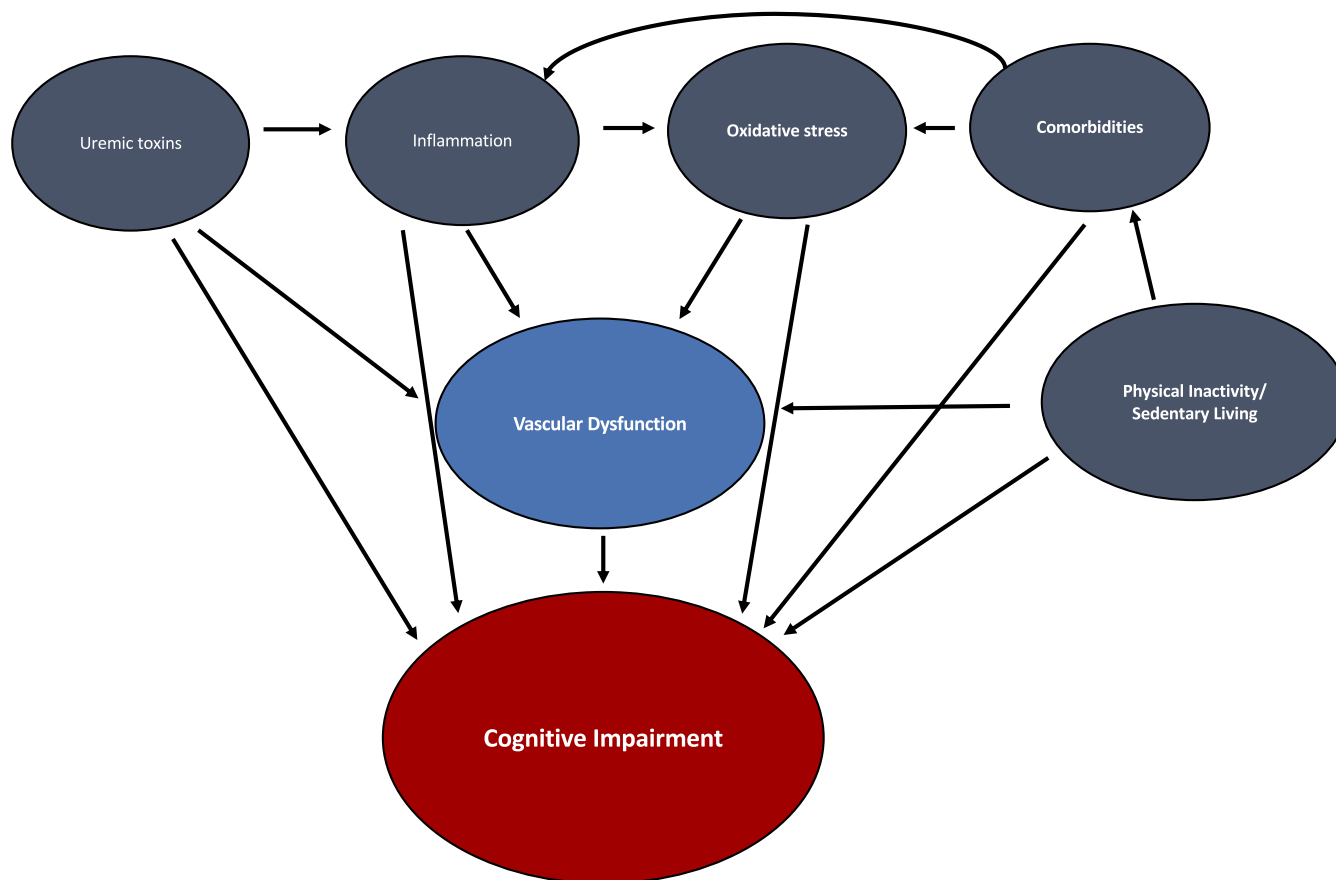 Uremic toxins
Inflammation
Oxidative stress
Comorbidities
Physical Inactivity/
Sedentary Living
Vascular Dysfunction
Cognitive Impairment